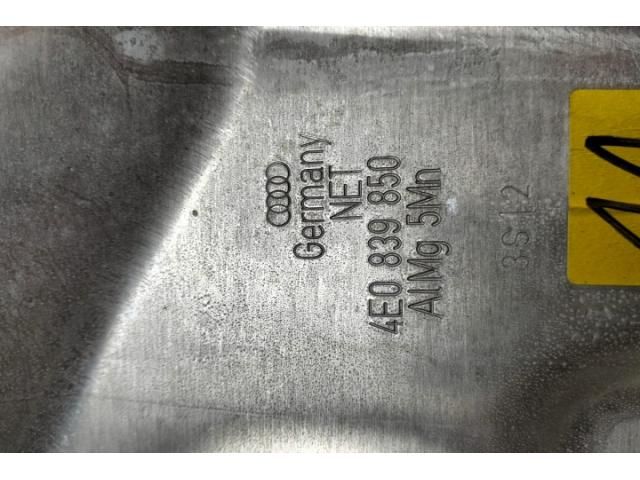 Germany
NET
4E0 839 850
AlMg 5Mn
3S12